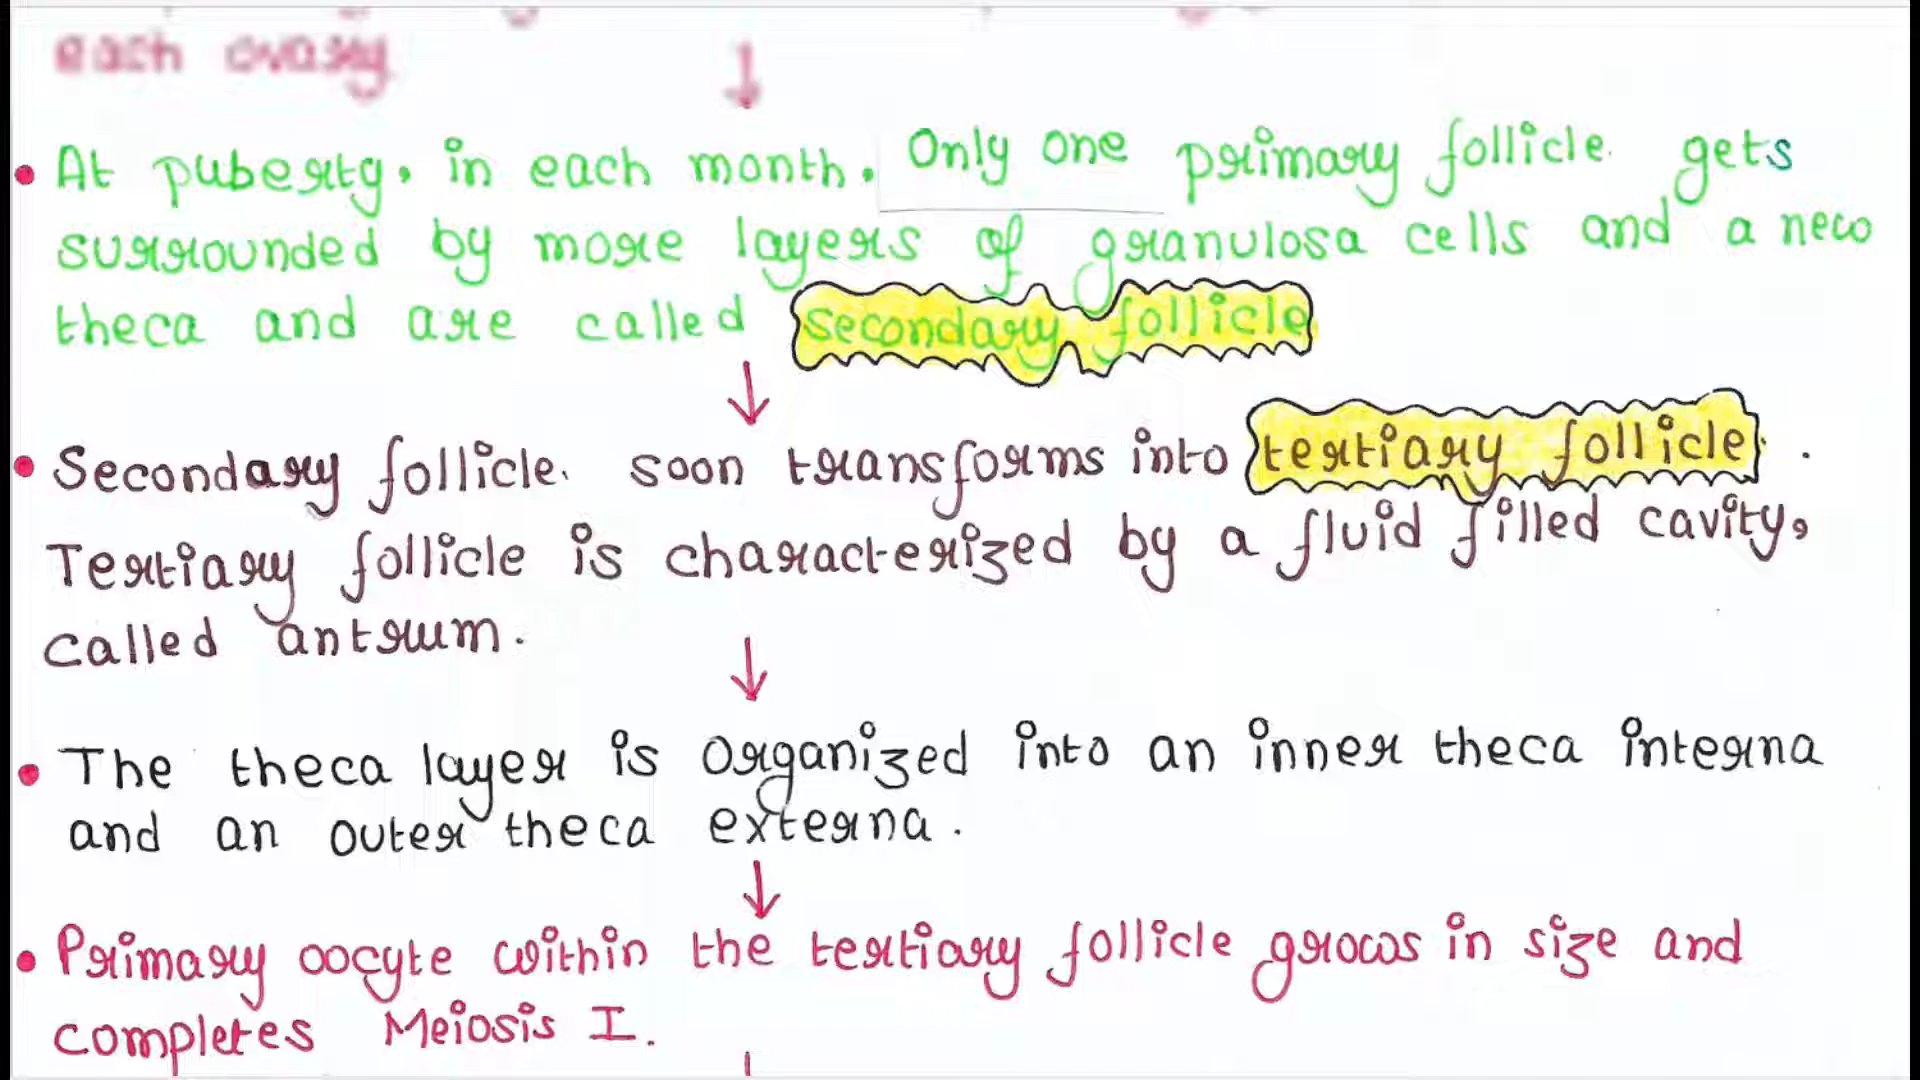 each ovary
• At puberty, in each month. Only one primary follicle gets
surrounded by more layers of granulosa cells and a new
theca and are called secondary follicle
• Secondary follicle. soon transforms into tertiary follicle.
Tertiary follicle is characterized by a fluid filled cavity,
called antrum.
• The theca layer is organized into an inner theca interna
and an outer theca externa.
• Primary oocyte within the tertiary follicle grows in size and
completes Meiosis I.